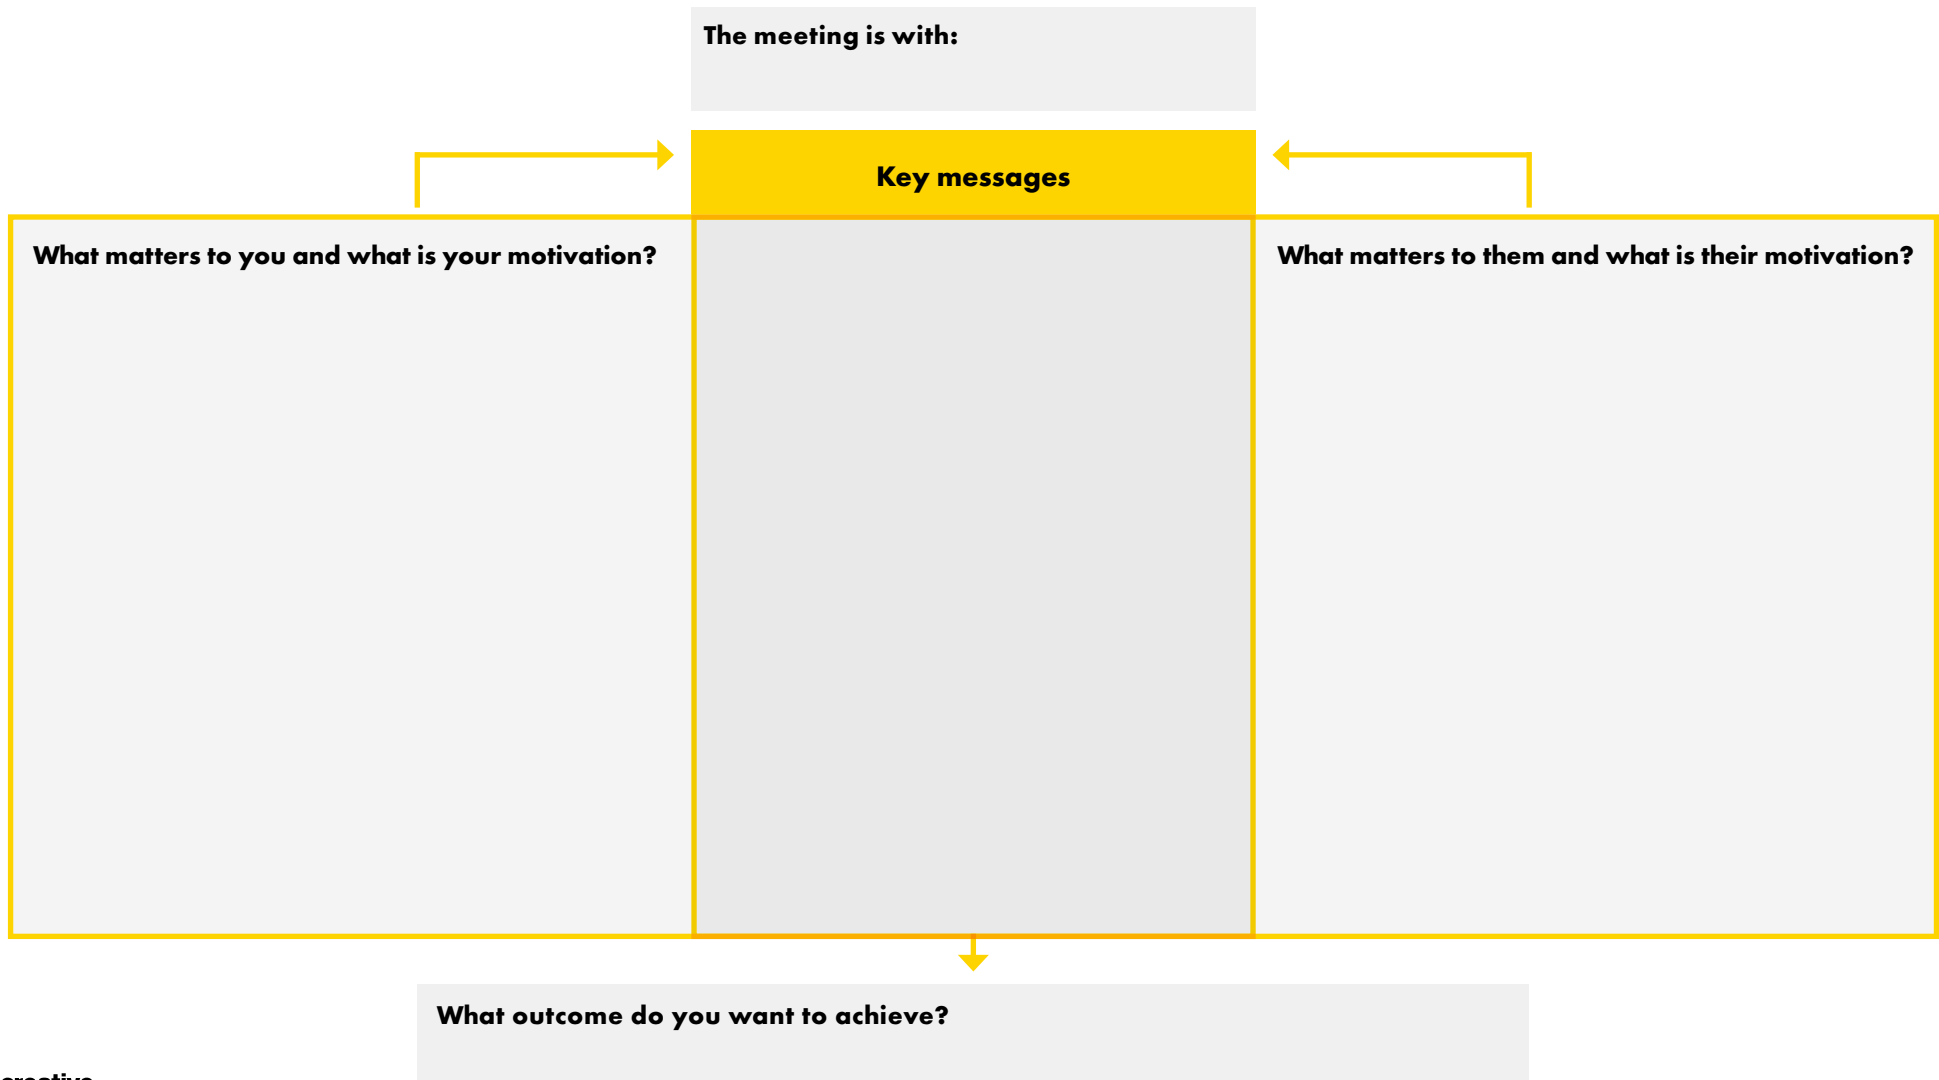 The meeting is with:
Key messages
What matters to you and what is your motivation?
What matters to them and what is their motivation?
What outcome do you want to achieve?
creative